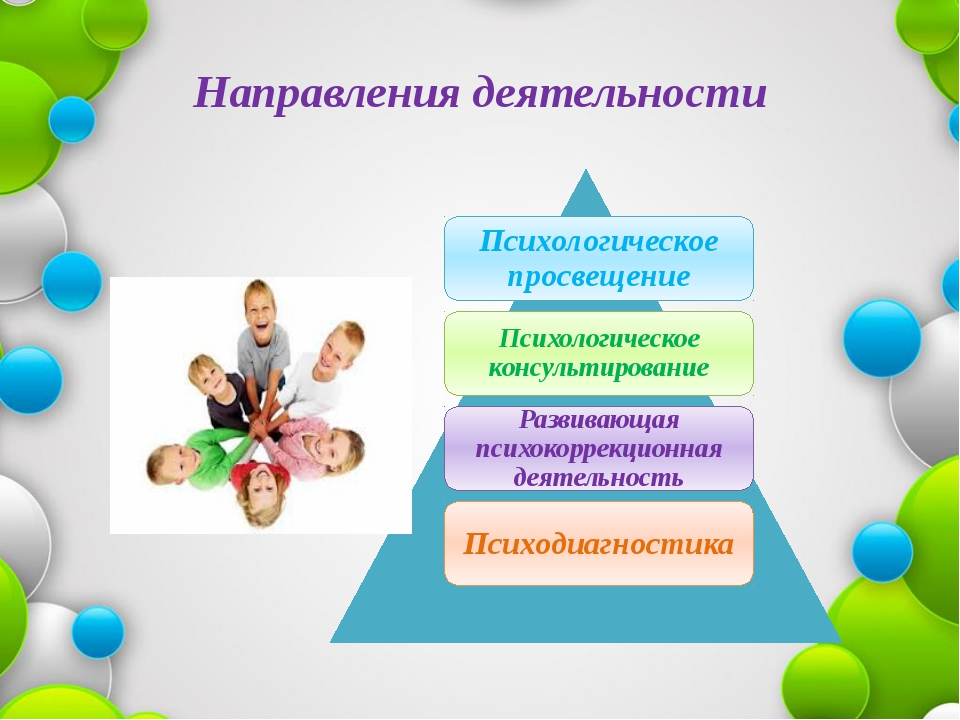 Направления деятельности
Психологическое
просвещение
Психологическое
консультирование
Развивающая
психокоррекционная
деятельность
Психодиагностика